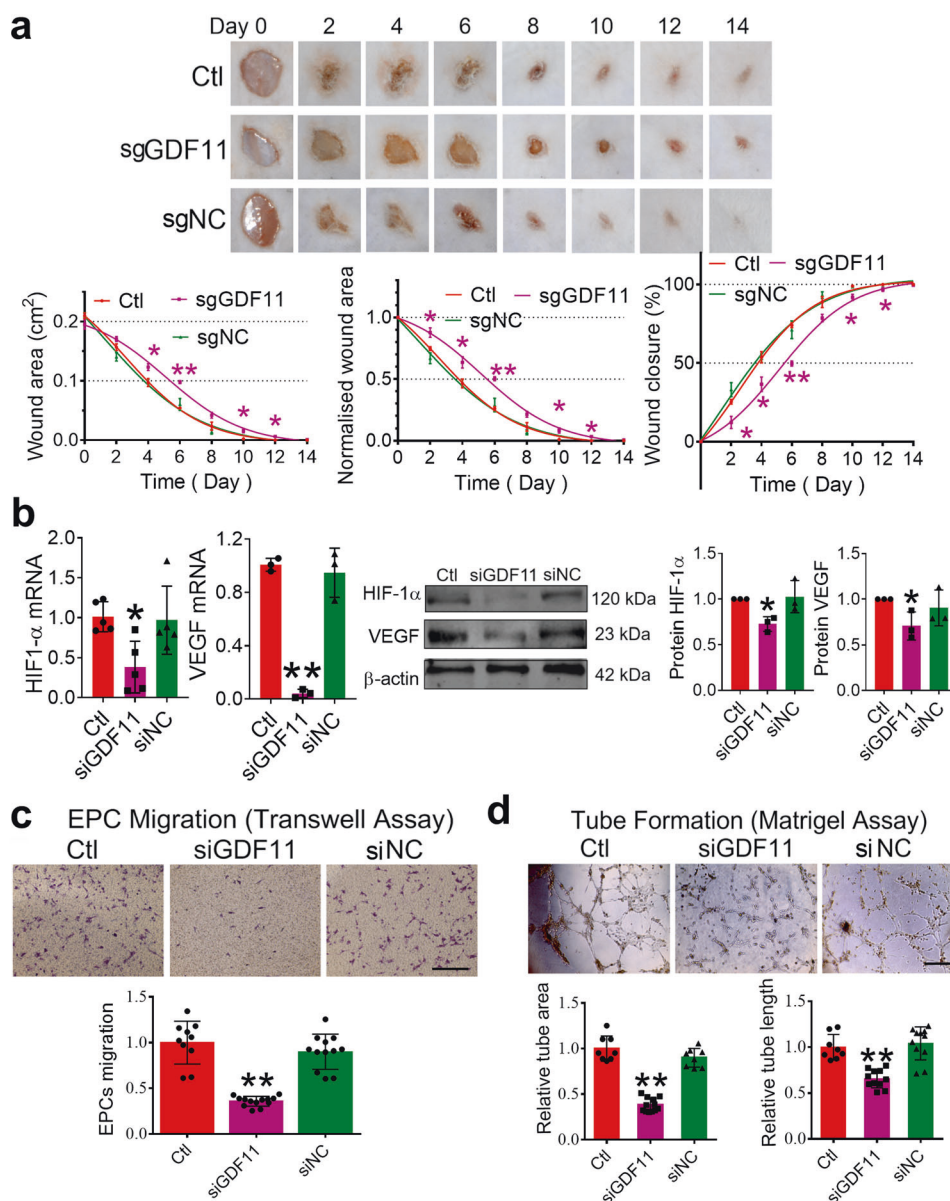 a
Day 0 2 4 6 8 10 12 14
Ctl
sgGDF11
sgNC
Wound area (cm²)
0.2
0.1
0.0
Ctl
sgGDF11
sgNC
*
**
*
*
0 2 4 6 8 10 12 14
Time ( Day )
Normalised wound area
1.0
0.5
0.0
Ctl
sgGDF11
sgNC
*
*
**
*
*
0 2 4 6 8 10 12 14
Time ( Day )
Wound closure (%)
100
50
0
Ctl
sgGDF11
sgNC
*
*
**
*
*
2 4 6 8 10 12 14
Time ( Day )
b
HIF1-α mRNA
2.0
1.5
1.0
0.5
0.0
*
Ctl
siGDF11
siNC
VEGF mRNA
1.2
0.8
0.4
0.0
**
Ctl
siGDF11
siNC
Ctl siGDF11 siNC
HIF-1α 120 kDa
VEGF 23 kDa
β-actin 42 kDa
Protein HIF-1α
1.5
1.0
0.5
0.0
*
Ctl
siGDF11
siNC
Protein VEGF
1.5
1.0
0.5
0.0
*
Ctl
siGDF11
siNC
c
EPC Migration (Transwell Assay)
Ctl siGDF11 siNC
EPCs migration
1.5
1.0
0.5
0.0
**
Ctl
siGDF11
siNC
d
Tube Formation (Matrigel Assay)
Ctl siGDF11 siNC
Relative tube area
1.5
1.0
0.5
0.0
**
Ctl
siGDF11
siNC
Relative tube length
1.5
1.0
0.5
0.0
**
Ctl
siGDF11
siNC